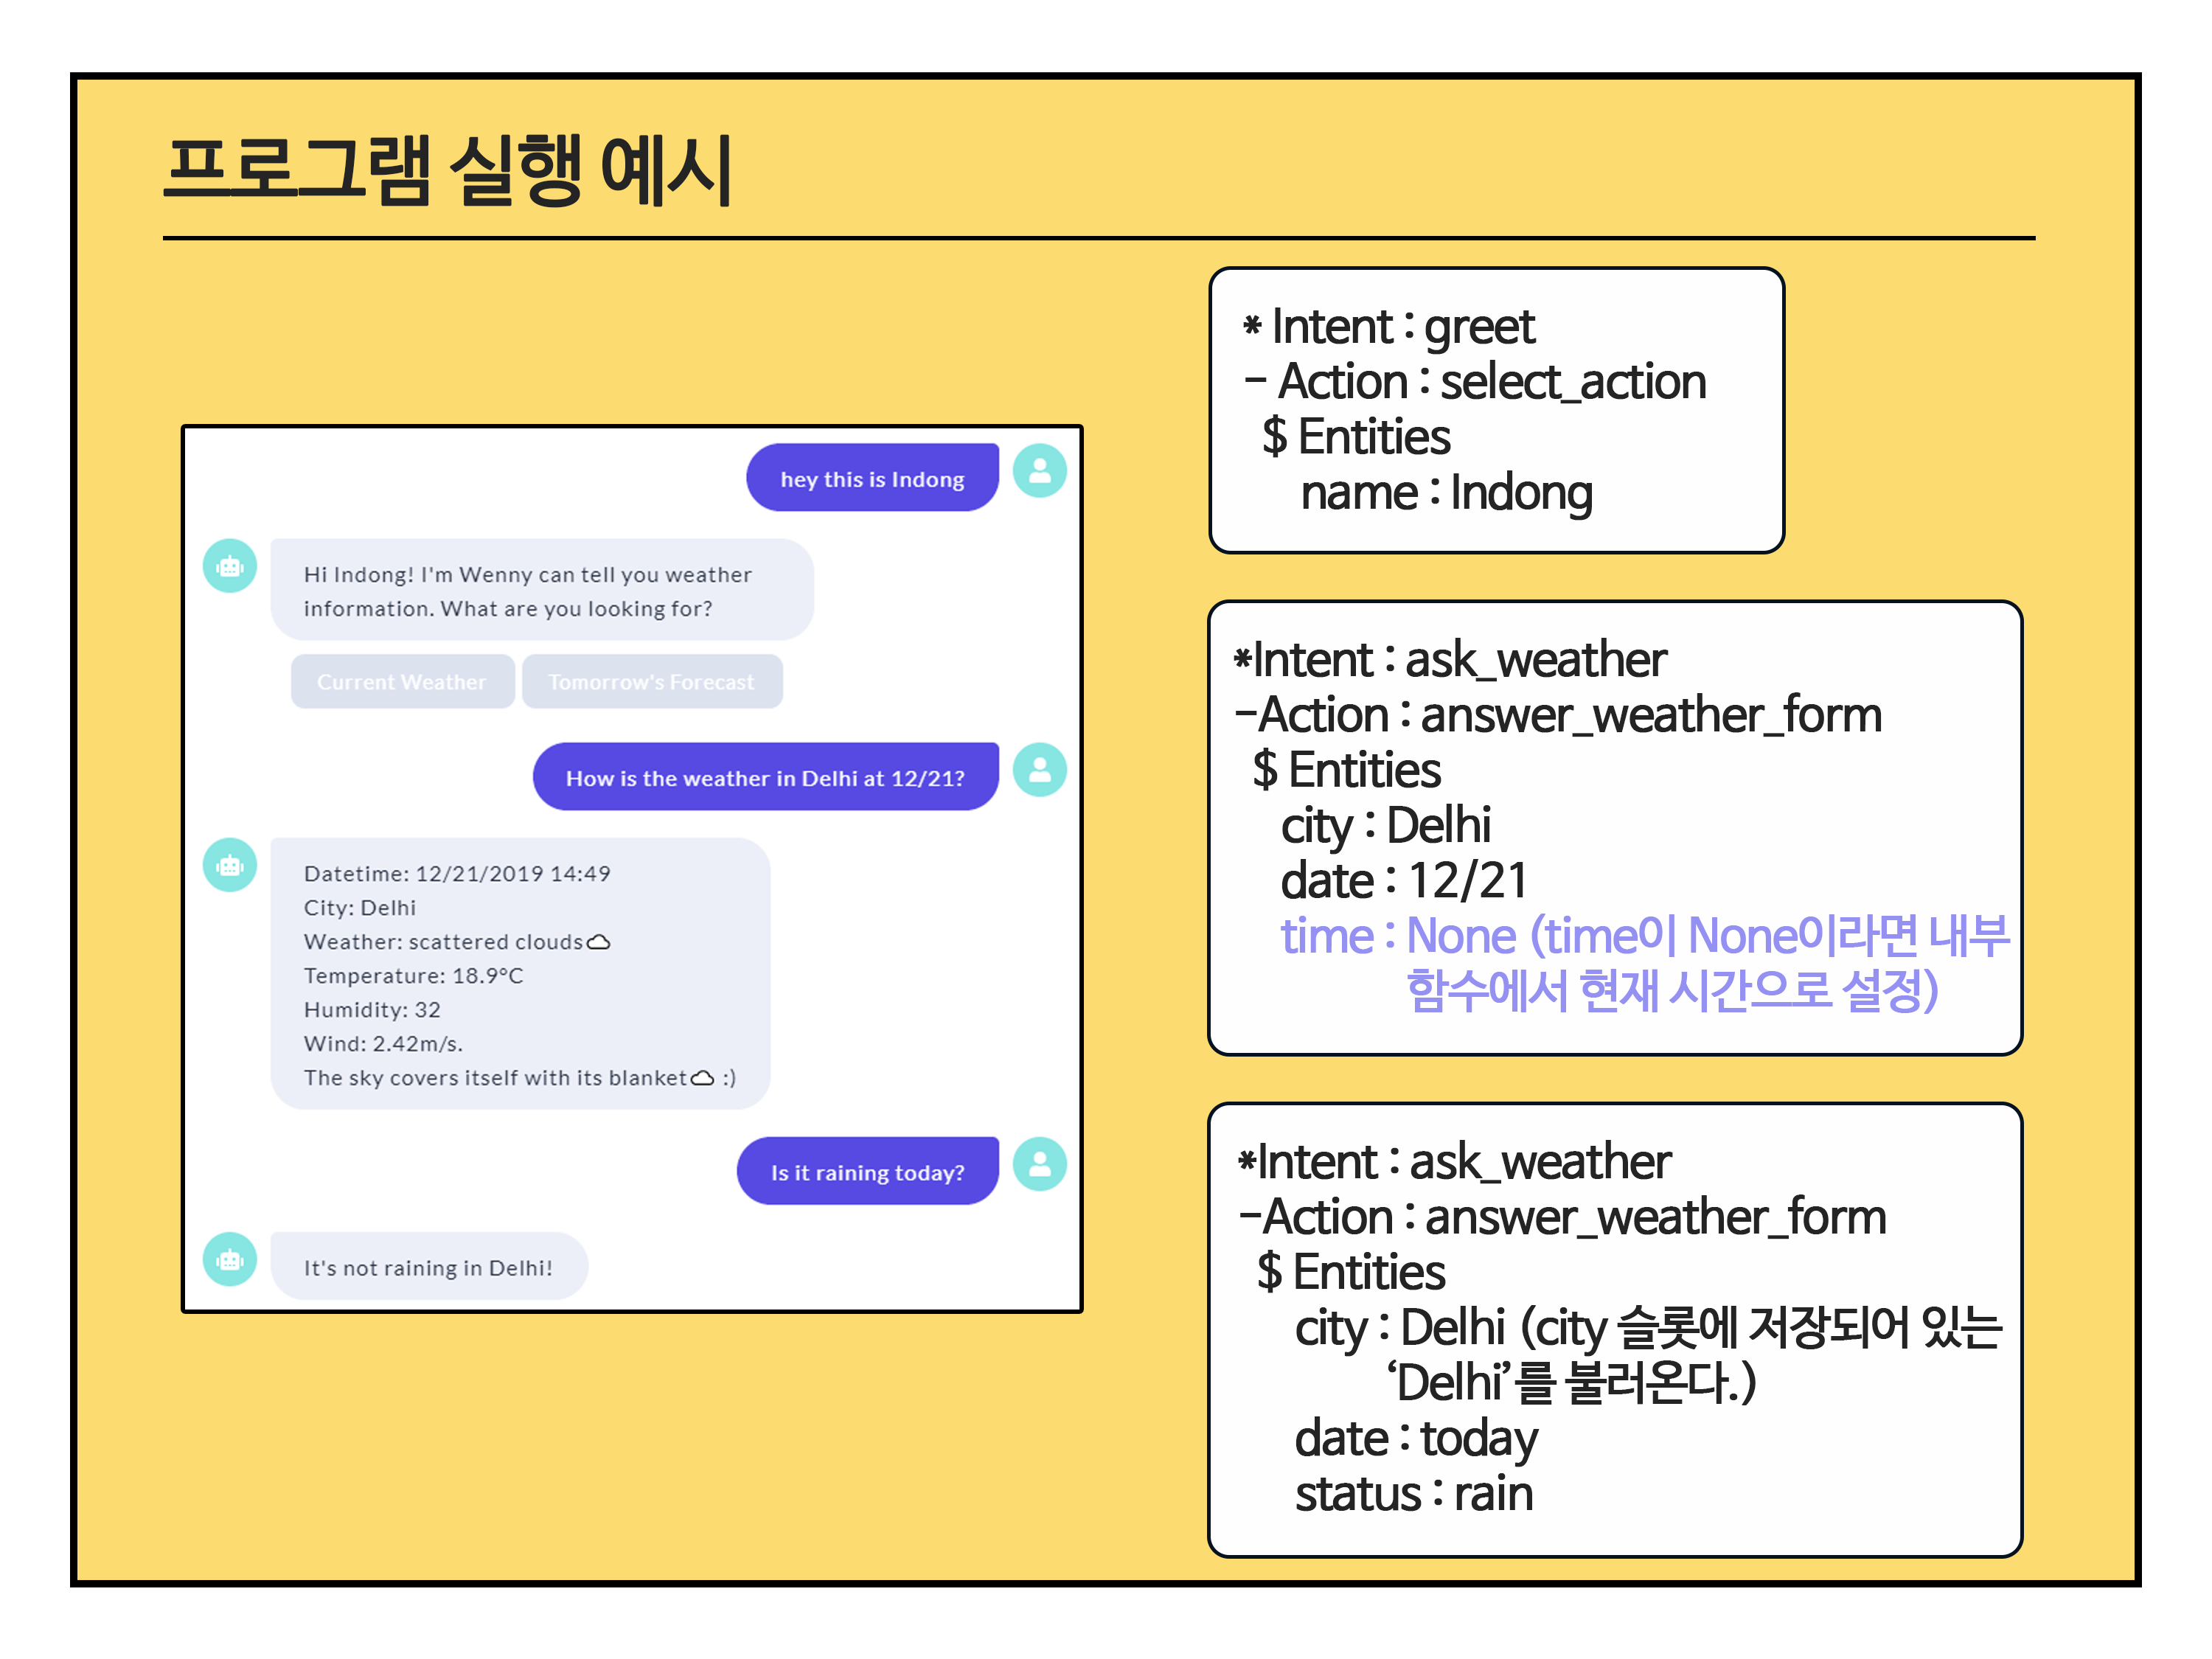 프로그램 실행 예시
hey this is Indong
Hi Indong! I'm Wenny can tell you weather
information. What are you looking for?
Current Weather Tomorrow's Forecast
How is the weather in Delhi at 12/21?
Datetime: 12/21/2019 14:49
City: Delhi
Weather: scattered clouds☁
Temperature: 18.9°C
Humidity: 32
Wind: 2.42m/s.
The sky covers itself with its blanket☁ :)
Is it raining today?
It's not raining in Delhi!
* Intent : greet
- Action : select_action
$ Entities
name : Indong
*Intent : ask_weather
-Action : answer_weather_form
$ Entities
city : Delhi
date : 12/21
time : None (time이 None이라면 내부
함수에서 현재 시간으로 설정)
*Intent : ask_weather
-Action : answer_weather_form
$ Entities
city : Delhi (city 슬롯에 저장되어 있는
‘Delhi’를 불러온다.)
date : today
status : rain